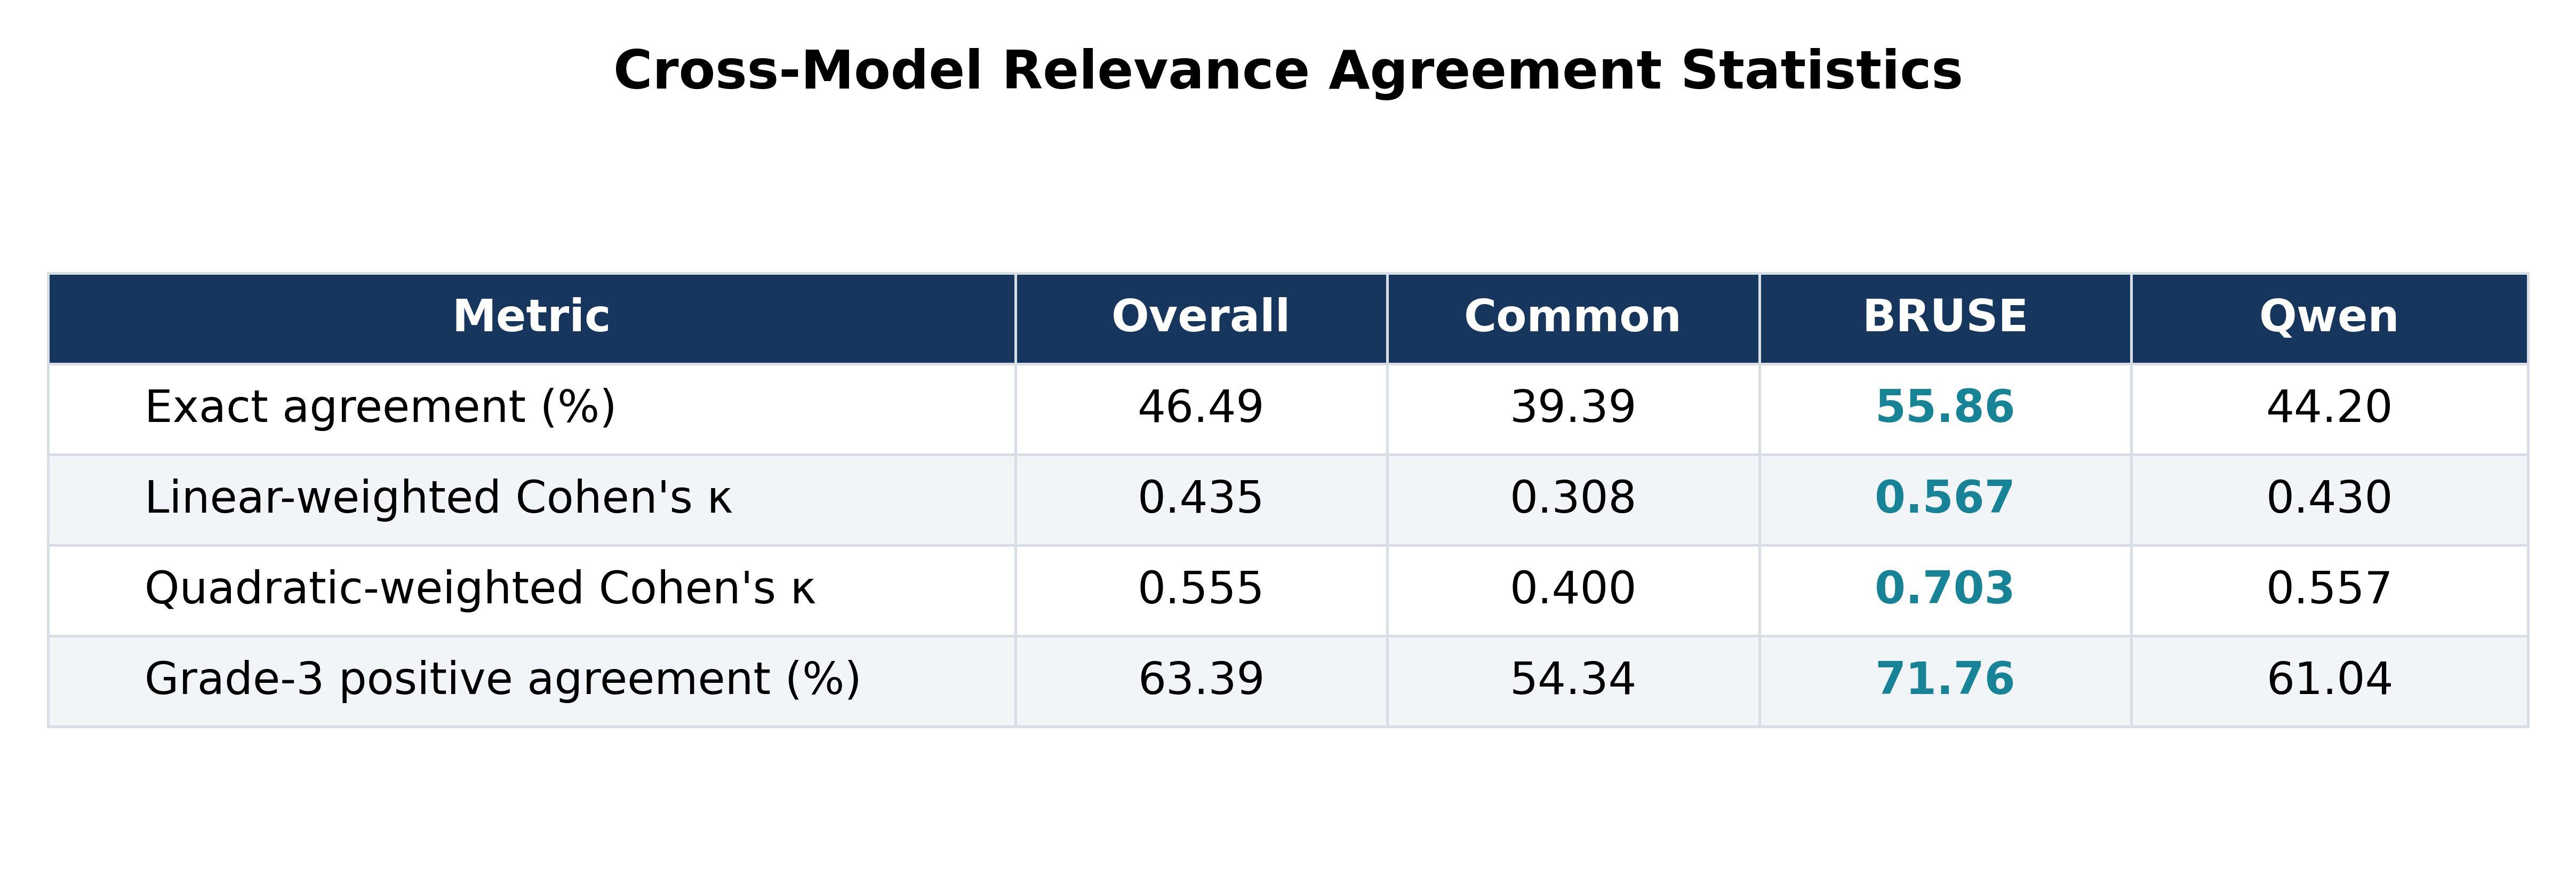 Cross-Model Relevance Agreement Statistics
Metric Overall Common BRUSE Qwen
Exact agreement (%) 46.49 39.39 55.86 44.20
Linear-weighted Cohen's κ 0.435 0.308 0.567 0.430
Quadratic-weighted Cohen's κ 0.555 0.400 0.703 0.557
Grade-3 positive agreement (%) 63.39 54.34 71.76 61.04